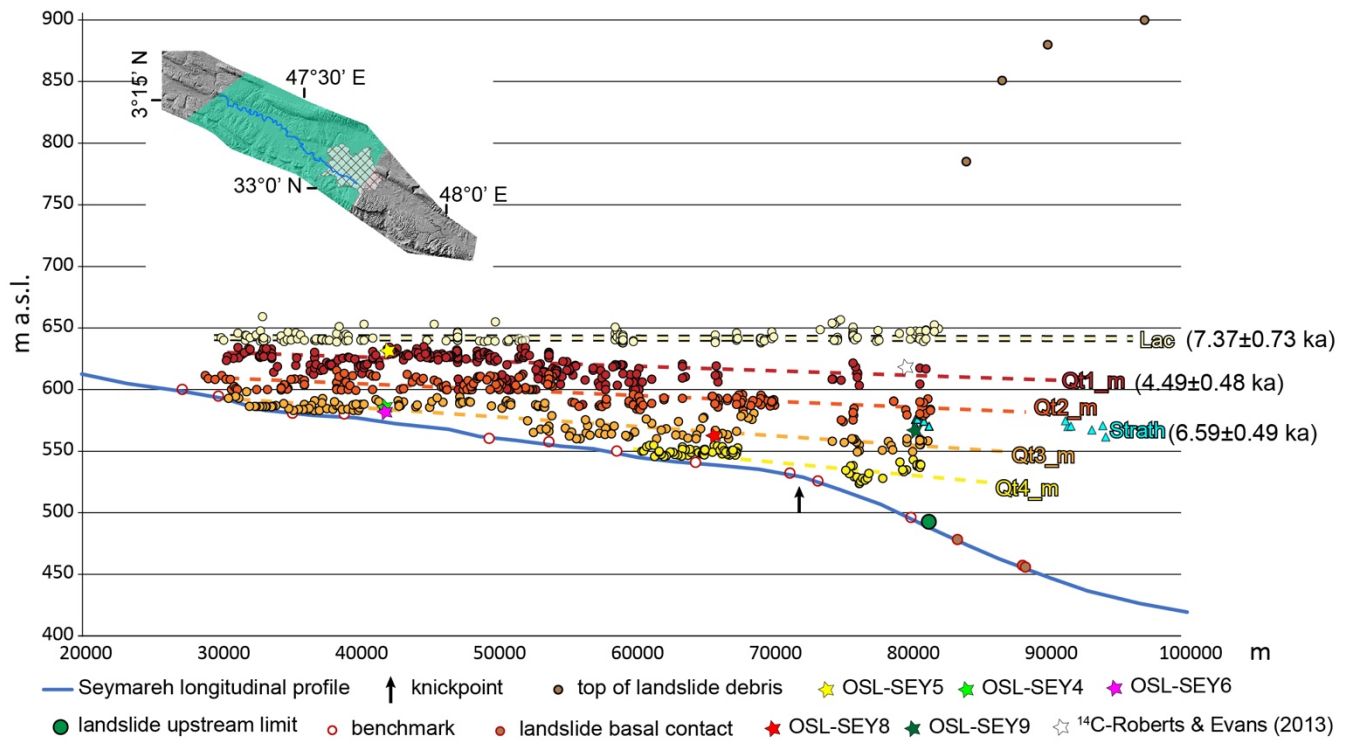 900
850
800
750
700
650
600
550
500
450
400
m a.s.l.
3°15' N
47°30' E
33°0' N
48°0' E
Lac (7.37±0.73 ka)
Qt1_m (4.49±0.48 ka)
Qt2_m
Strath (6.59±0.49 ka)
Qt3_m
Qt4_m
20000 30000 40000 50000 60000 70000 80000 90000 100000 m
Seymareh longitudinal profile knickpoint top of landslide debris OSL-SEY5 OSL-SEY4 OSL-SEY6
landslide upstream limit benchmark landslide basal contact OSL-SEY8 OSL-SEY9 ¹⁴C-Roberts & Evans (2013)